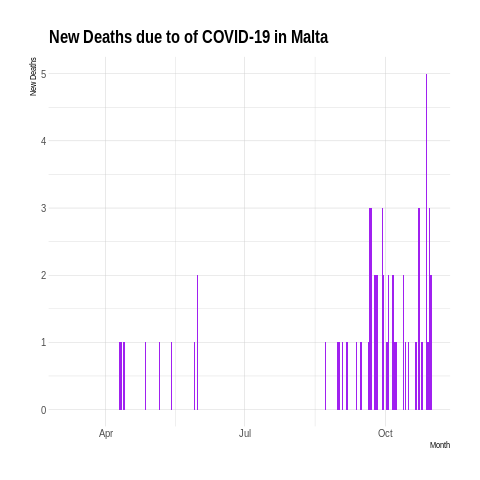 New Deaths due to of COVID-19 in Malta
New Deaths
5
4
3
2
1
0
Apr
Jul
Oct
Month